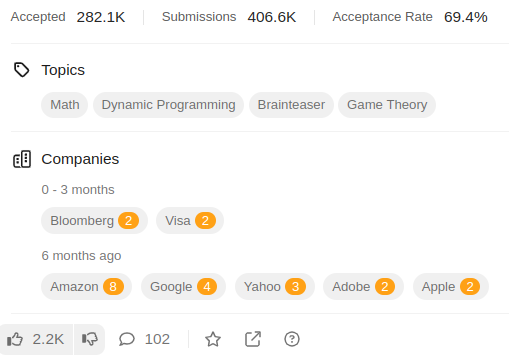 Accepted 282.1K Submissions 406.6K Acceptance Rate 69.4%
Topics
Math Dynamic Programming Brainteaser Game Theory
Companies
0 - 3 months
Bloomberg 2 Visa 2
6 months ago
Amazon 8 Google 4 Yahoo 3 Adobe 2 Apple 2
2.2K 102